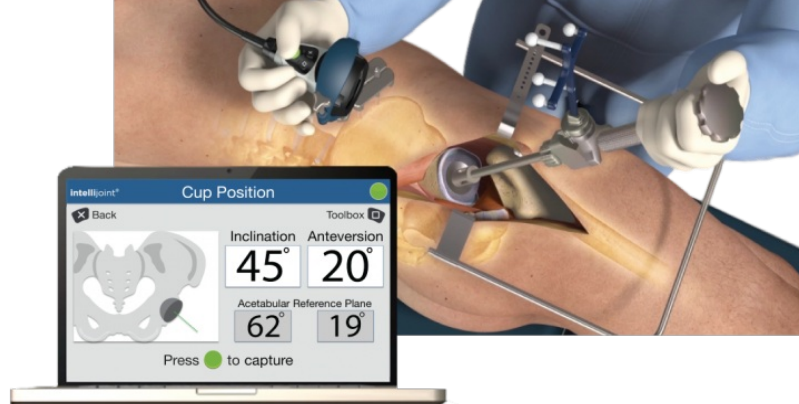 intellijoint®
Cup Position
Back
Toolbox
Inclination Anteversion
45° 20°
Acetabular Reference Plane
62° 19°
Press to capture